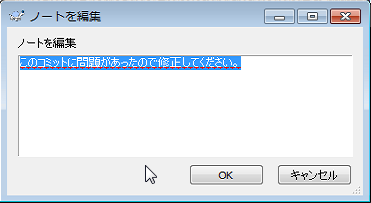 ノートを編集
ノートを編集
このコミットに問題があったので修正してください。
OK
キャンセル